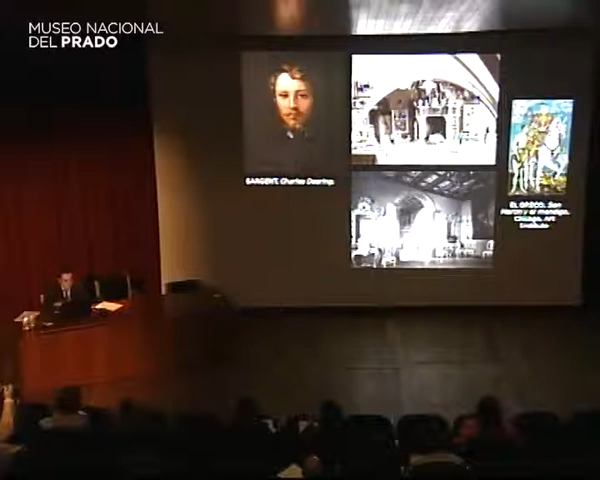 MUSEO NACIONAL
DEL PRADO
SARGENT. Charles Deering.
EL GRECO. San
Martín y el mendigo.
Chicago, Art
Institute